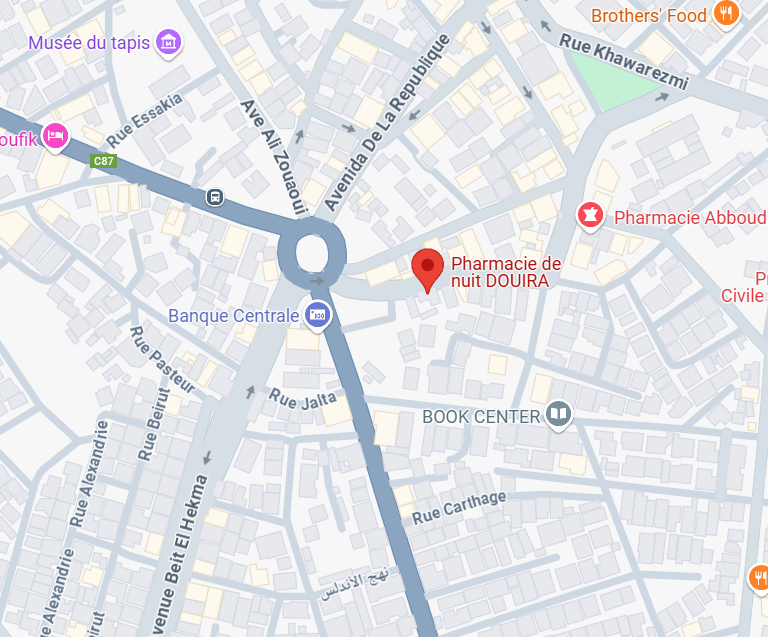 Brothers' Food
Musée du tapis
Rue Khawarezmi
Avenida De La Republique
Rue Essakia
Ave Ali Zouaoui
oufik
C87
Pharmacie Abboud
Pharmacie de
nuit DOUIRA
Civile
Banque Centrale
Rue Pasteur
Rue Jalta
Rue Beirut
BOOK CENTER
Rue Alexandrie
Rue Carthage
venue Beit El Hekma
نهج الأندلس
e Alexandrie
eirut